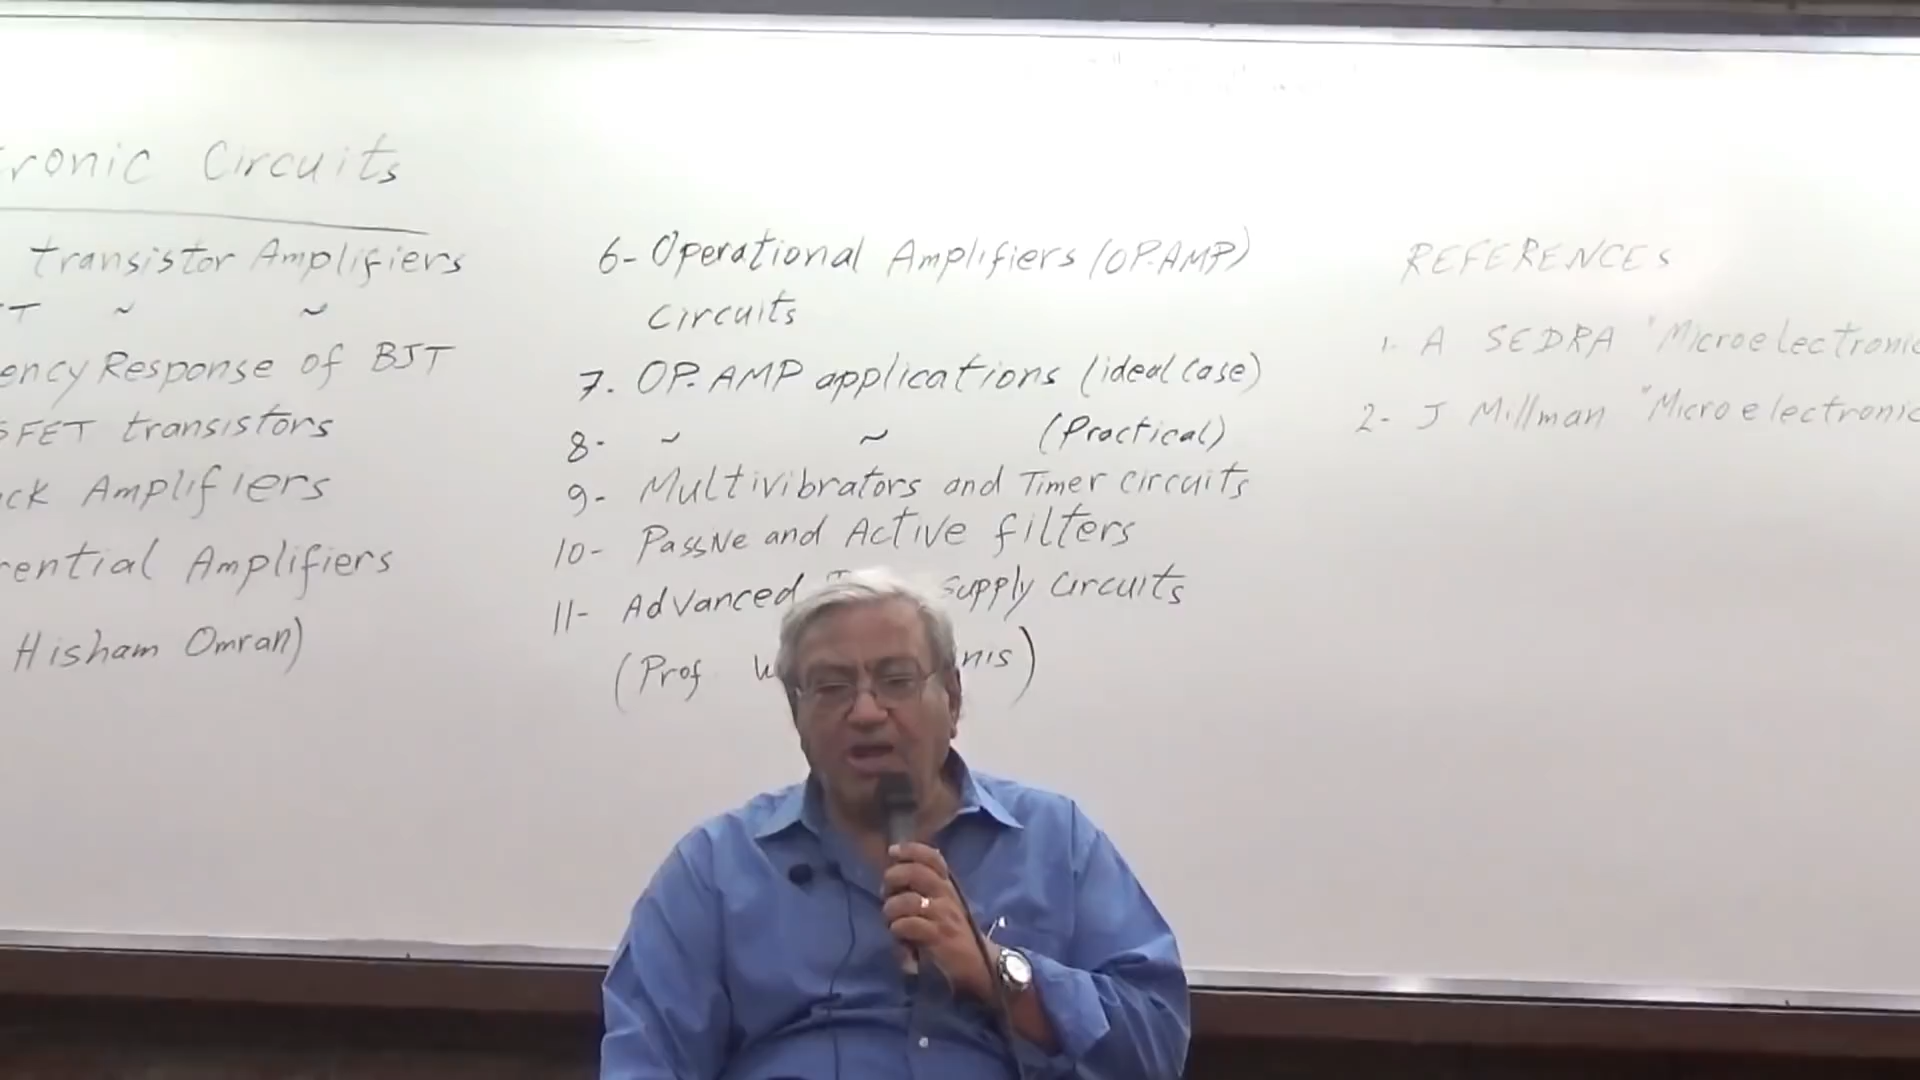 ronic Circuits
transistor Amplifiers
T ~ ~
ency Response of BJT
SFET transistors
ck Amplifiers
rential Amplifiers
Hisham Omran)
6- Operational Amplifiers (OP.AMP)
Circuits
7. OP.AMP applications (ideal case)
8- ~ ~ (Practical)
9- Multivibrators and Timer circuits
10- Passive and Active filters
11- Advanced supply Circuits
(Prof W nis)
REFERENCES
1. A SEDRA "Microelectronic
2- J Millman "Microelectronic